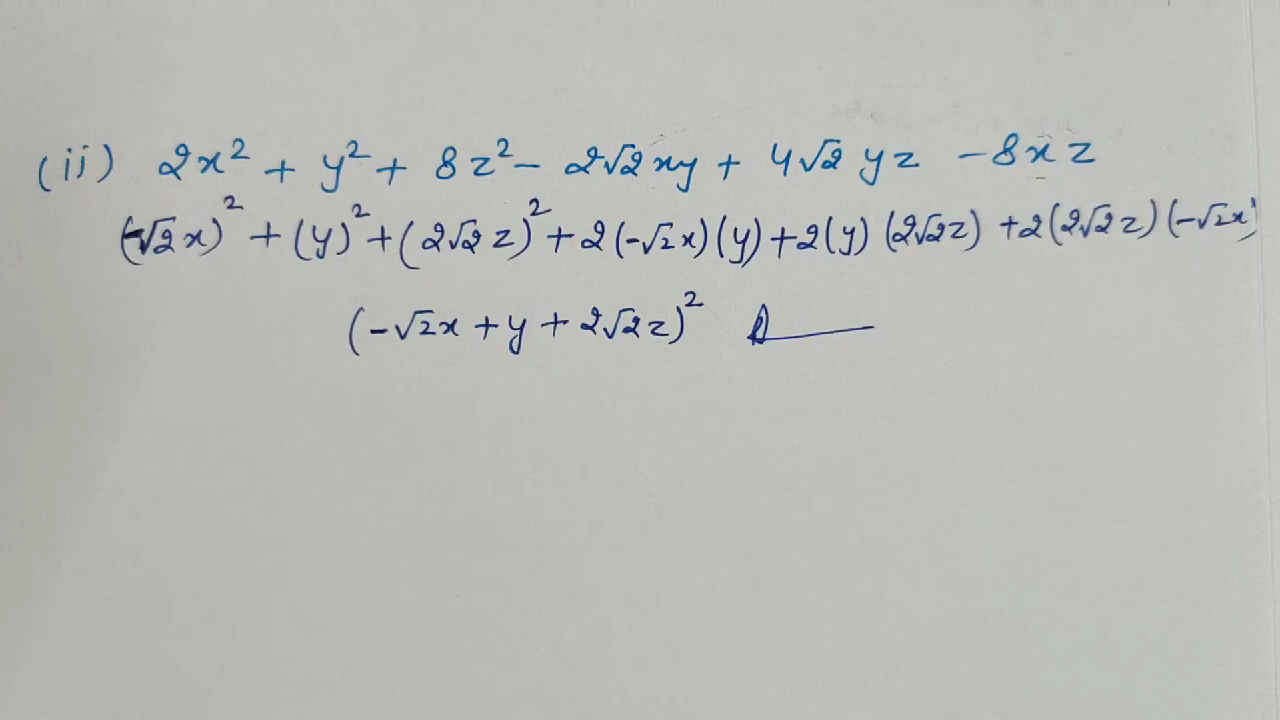 (ii) 2x² + y² + 8z² - 2√2 xy + 4√2 yz - 8xz
(-√2x)² + (y)² + (2√2z)² + 2(-√2x)(y) + 2(y)(2√2z) + 2(2√2z)(-√2x)
(-√2x + y + 2√2z)²